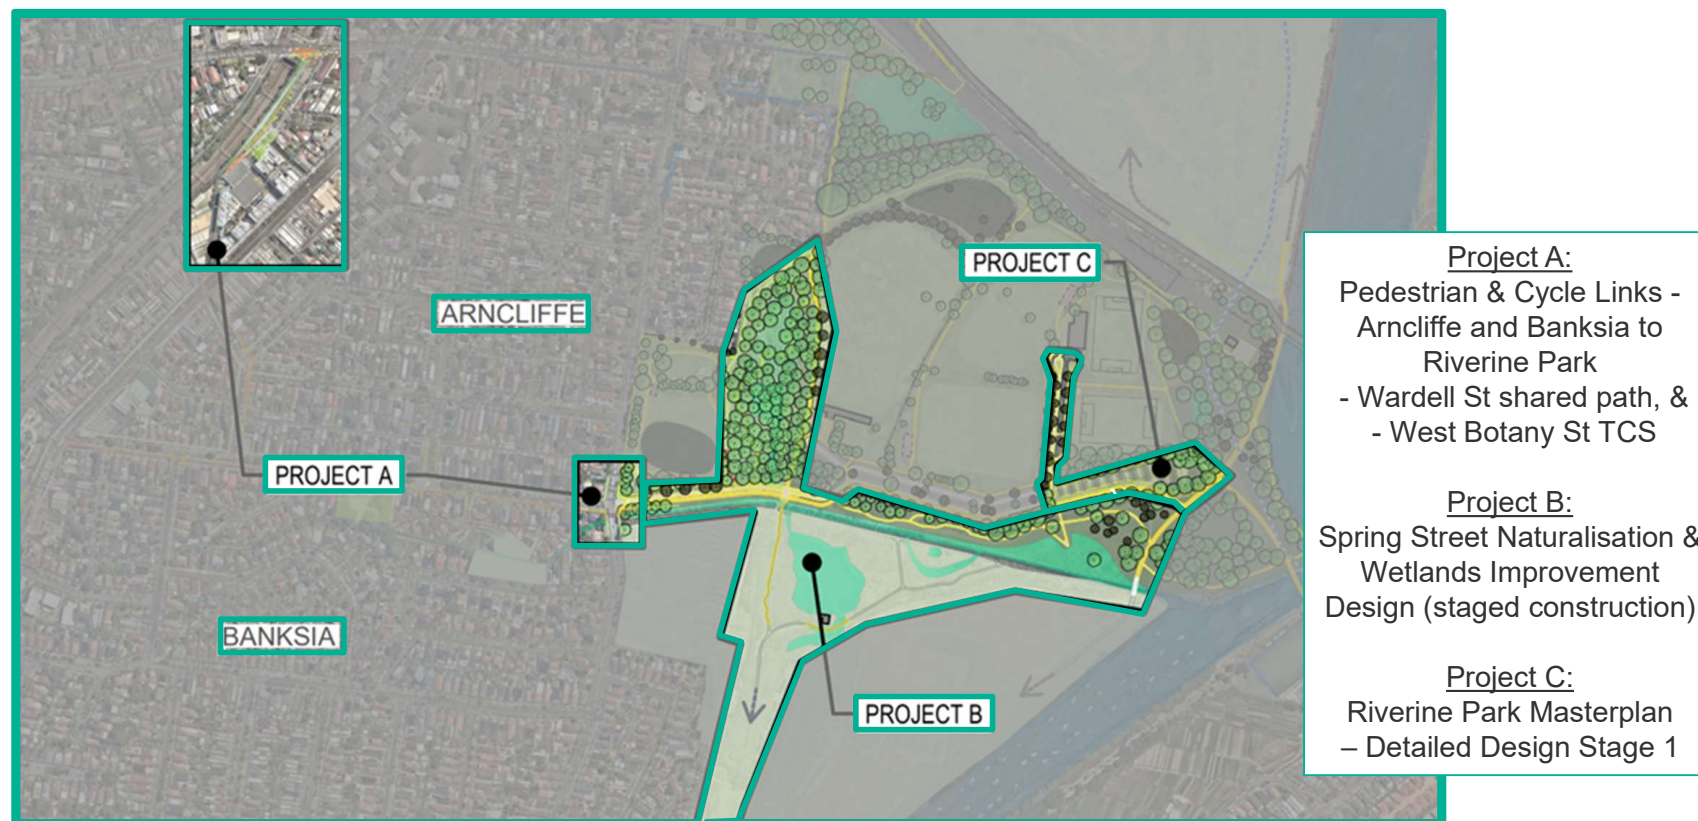 PROJECT C
ARNCLIFFE
PROJECT A
BANKSIA
PROJECT B
Project A:
Pedestrian & Cycle Links -
Arncliffe and Banksia to
Riverine Park
- Wardell St shared path, &
- West Botany St TCS
Project B:
Spring Street Naturalisation &
Wetlands Improvement
Design (staged construction)
Project C:
Riverine Park Masterplan
– Detailed Design Stage 1